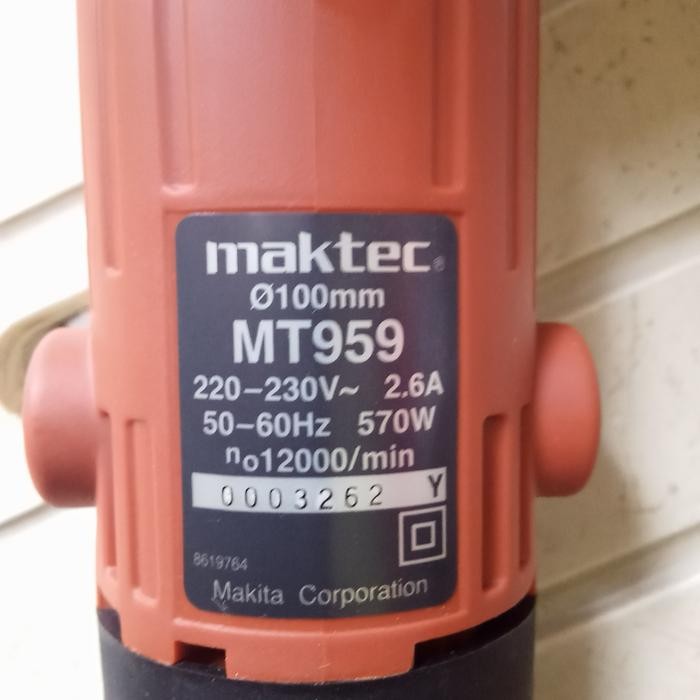 maktec®
Ø100mm
MT959
220–230V~ 2.6A
50–60Hz 570W
no12000/min
0003262 Y
8619764
Makita Corporation